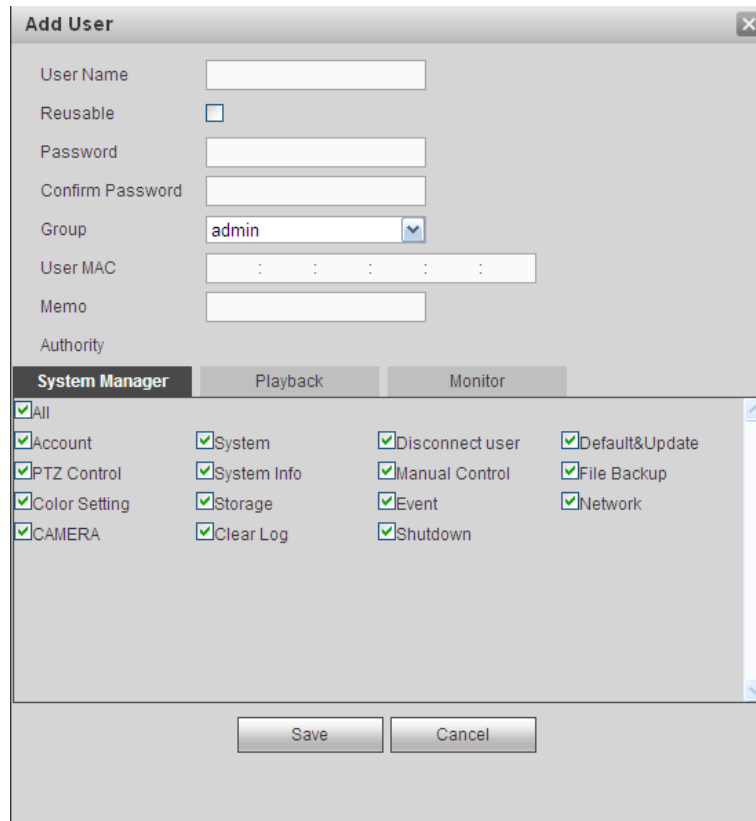 Add User
User Name
Reusable
Password
Confirm Password
Group admin
User MAC : : : : :
Memo
Authority
System Manager Playback Monitor
All
Account System Disconnect user Default&Update
PTZ Control System Info Manual Control File Backup
Color Setting Storage Event Network
CAMERA Clear Log Shutdown
Save Cancel